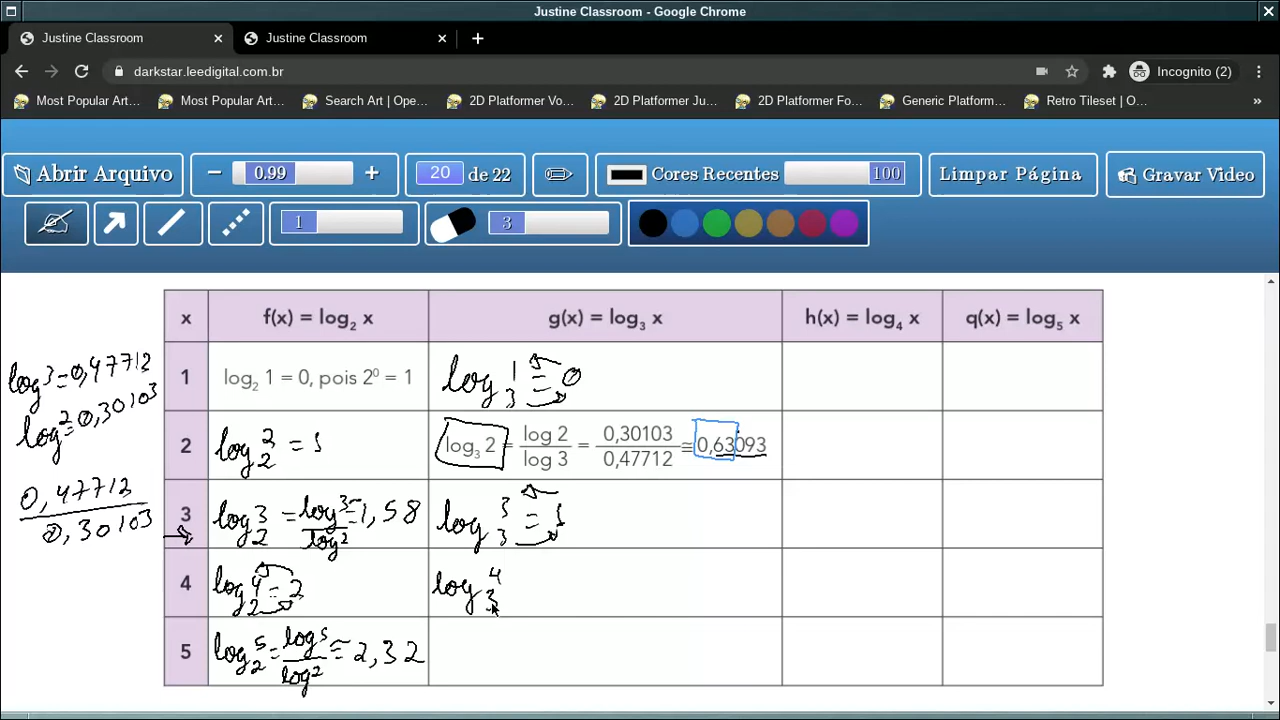 Justine Classroom - Google Chrome
Justine Classroom
Justine Classroom
darkstar.leedigital.com.br
Incognito (2)
Most Popular Art…
Most Popular War…
Search Art | Ope…
2D Platformer Vo…
2D Platformer Ju…
2D Platformer Fo…
Generic Platform…
Retro Tileset | O…
»
Abrir Arquivo
− 0.99 +
20 de 22
Cores Recentes 100
Limpar Página
Gravar Video
1
3
x f(x) = log₂ x g(x) = log₃ x h(x) = log₄ x q(x) = log₅ x
log 3 = 0,47712
log 2 = 0,30103
0,47712
0,30103
1 log₂ 1 = 0, pois 2⁰ = 1 log₃ 1 = 0
2 log₂ 2 = 1 log₃ 2 = log 2 / log 3 = 0,30103 / 0,47712 ≅ 0,63093
3 log₂ 3 = log 3 / log 2 ≅ 1,58 log₃ 3 = 1
4 log₂ 4 = 2 log₃ 4
5 log₂ 5 = log 5 / log 2 ≅ 2,32